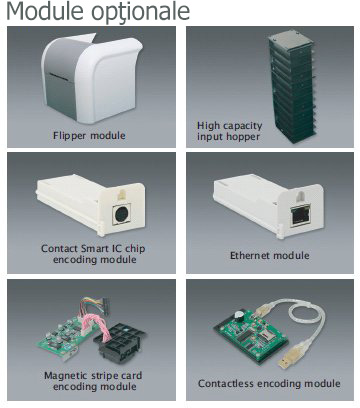 Module opţionale
Flipper module
High capacity
input hopper
Contact Smart IC chip
encoding module
Ethernet module
Magnetic stripe card
encoding module
Contactless encoding module